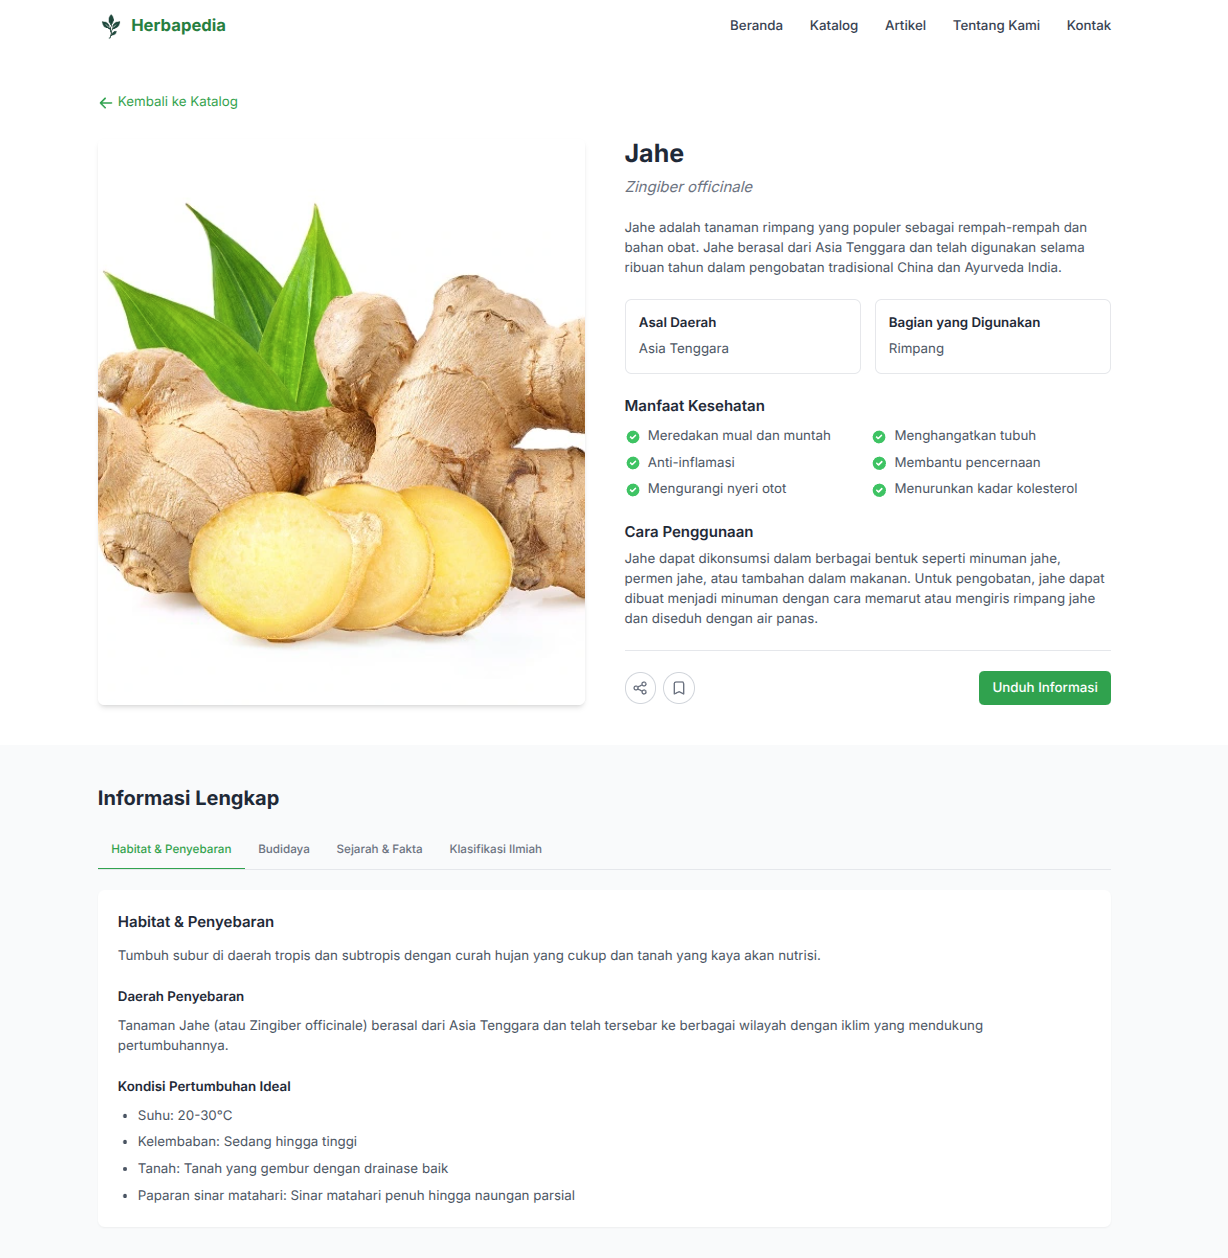 Herbapedia
Beranda
Katalog
Artikel
Tentang Kami
Kontak
Kembali ke Katalog
Jahe
Zingiber officinale
Jahe adalah tanaman rimpang yang populer sebagai rempah-rempah dan
bahan obat. Jahe berasal dari Asia Tenggara dan telah digunakan selama
ribuan tahun dalam pengobatan tradisional China dan Ayurveda India.
Asal Daerah
Asia Tenggara
Bagian yang Digunakan
Rimpang
Manfaat Kesehatan
Meredakan mual dan muntah
Menghangatkan tubuh
Anti-inflamasi
Membantu pencernaan
Mengurangi nyeri otot
Menurunkan kadar kolesterol
Cara Penggunaan
Jahe dapat dikonsumsi dalam berbagai bentuk seperti minuman jahe,
permen jahe, atau tambahan dalam makanan. Untuk pengobatan, jahe dapat
dibuat menjadi minuman dengan cara memarut atau mengiris rimpang jahe
dan diseduh dengan air panas.
Unduh Informasi
Informasi Lengkap
Habitat & Penyebaran
Budidaya
Sejarah & Fakta
Klasifikasi Ilmiah
Habitat & Penyebaran
Tumbuh subur di daerah tropis dan subtropis dengan curah hujan yang cukup dan tanah yang kaya akan nutrisi.
Daerah Penyebaran
Tanaman Jahe (atau Zingiber officinale) berasal dari Asia Tenggara dan telah tersebar ke berbagai wilayah dengan iklim yang mendukung
pertumbuhannya.
Kondisi Pertumbuhan Ideal
• Suhu: 20-30°C
• Kelembaban: Sedang hingga tinggi
• Tanah: Tanah yang gembur dengan drainase baik
• Paparan sinar matahari: Sinar matahari penuh hingga naungan parsial